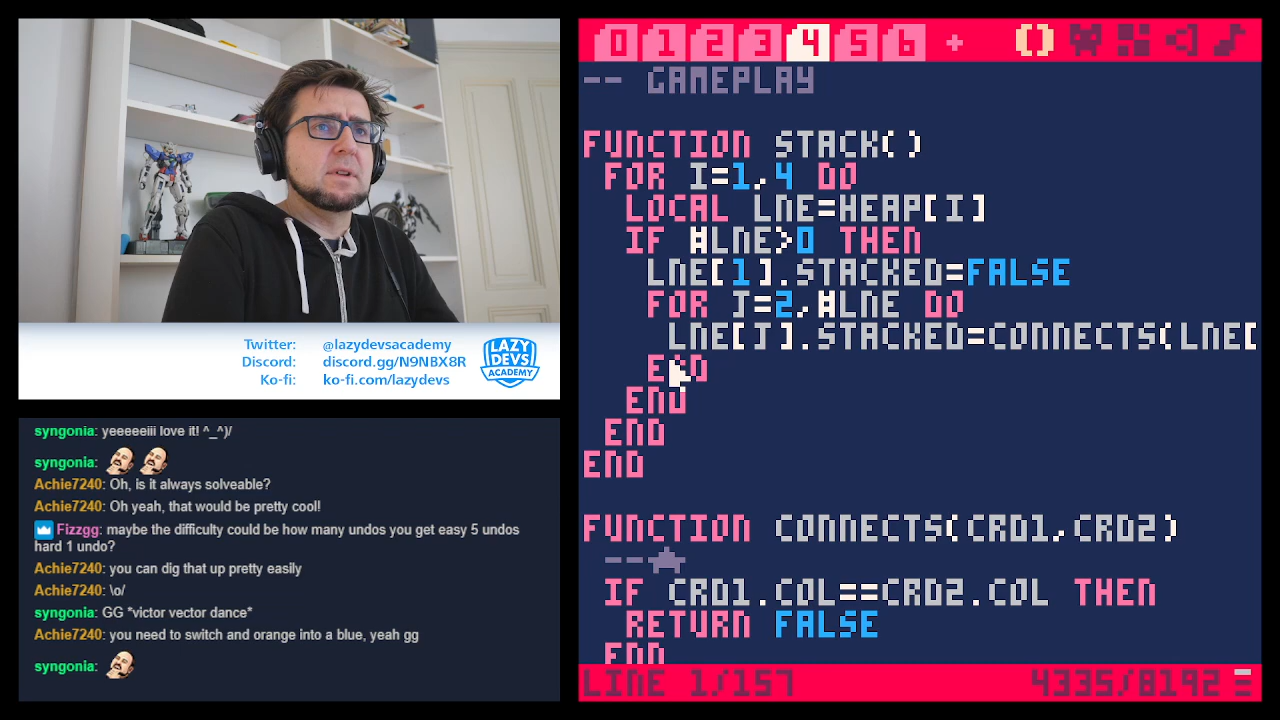 Twitter: @lazydevsacademy
Discord: discord.gg/N9NBX8R
Ko-fi: ko-fi.com/lazydevs
LAZY
DEVS
ACADEMY
syngonia: yeeeeeiii love it! ^_^)/
syngonia:
Achie7240: Oh, is it always solveable?
Achie7240: Oh yeah, that would be pretty cool!
Fizzgg: maybe the difficulty could be how many undos you get easy 5 undos
hard 1 undo?
Achie7240: you can dig that up pretty easily
Achie7240: \o/
syngonia: GG *victor vector dance*
Achie7240: you need to switch and orange into a blue, yeah gg
syngonia:
0 1 2 3 4 5 6 + ()
-- GAMEPLAY
FUNCTION STACK()
FOR I=1,4 DO
LOCAL LNE=HEAP[I]
IF #LNE>0 THEN
LNE[1].STACKED=FALSE
FOR J=2,#LNE DO
LNE[J].STACKED=CONNECTS(LNE[
END
END
END
END
FUNCTION CONNECTS(CRD1,CRD2)
--
IF CRD1.COL==CRD2.COL THEN
RETURN FALSE
END
LINE 1/157 4335/8192